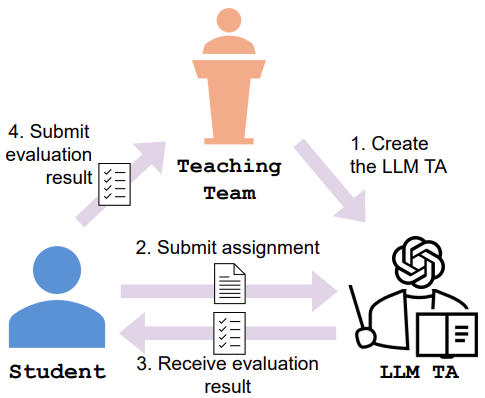 4. Submit
evaluation
result
1. Create
the LLM TA
Teaching
Team
2. Submit assignment
3. Receive evaluation
result
Student
LLM TA